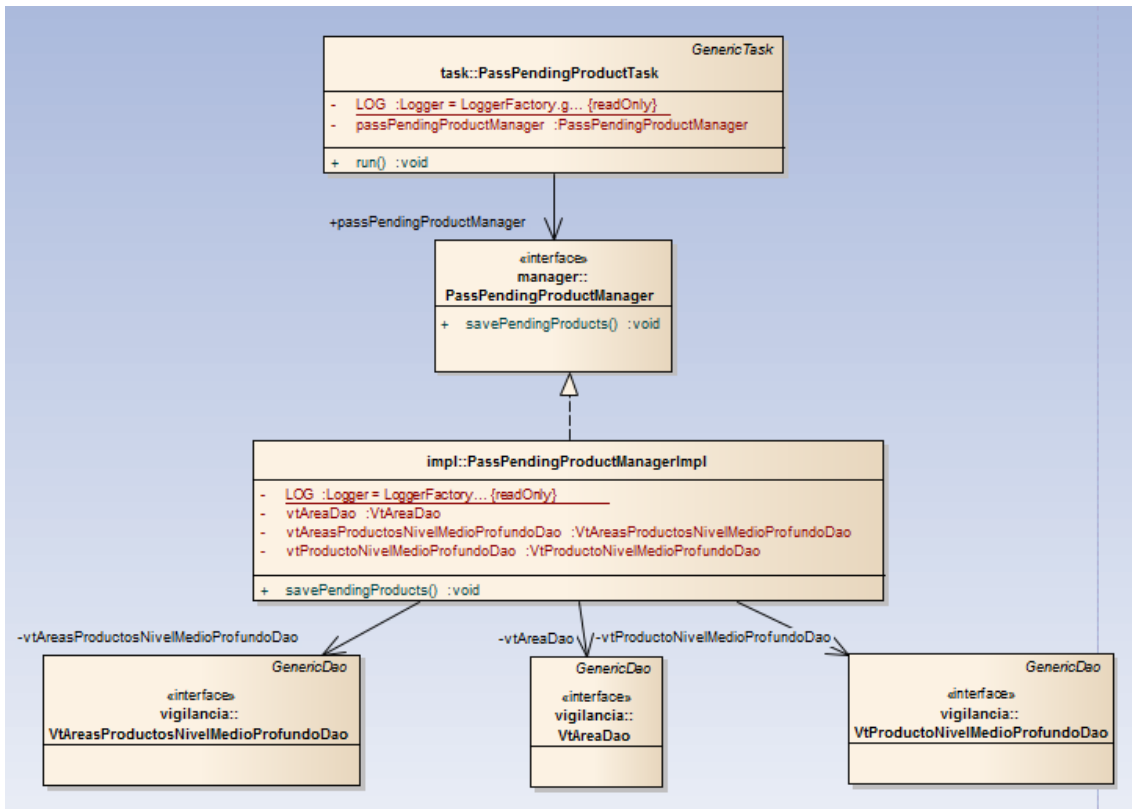 GenericTask
task::PassPendingProductTask
- LOG :Logger = LoggerFactory.g... {readOnly}
- passPendingProductManager :PassPendingProductManager
+ run() :void
+passPendingProductManager
«interface»
manager::
PassPendingProductManager
+ savePendingProducts() :void
impl::PassPendingProductManagerImpl
- LOG :Logger = LoggerFactory... {readOnly}
- vtAreaDao :VtAreaDao
- vtAreasProductosNivelMedioProfundoDao :VtAreasProductosNivelMedioProfundoDao
- vtProductoNivelMedioProfundoDao :VtProductoNivelMedioProfundoDao
+ savePendingProducts() :void
-vtAreasProductosNivelMedioProfundoDao
-vtAreaDao
-vtProductoNivelMedioProfundoDao
GenericDao
«interface»
vigilancia::
VtAreasProductosNivelMedioProfundoDao
GenericDao
«interface»
vigilancia::
VtAreaDao
GenericDao
«interface»
vigilancia::
VtProductoNivelMedioProfundoDao